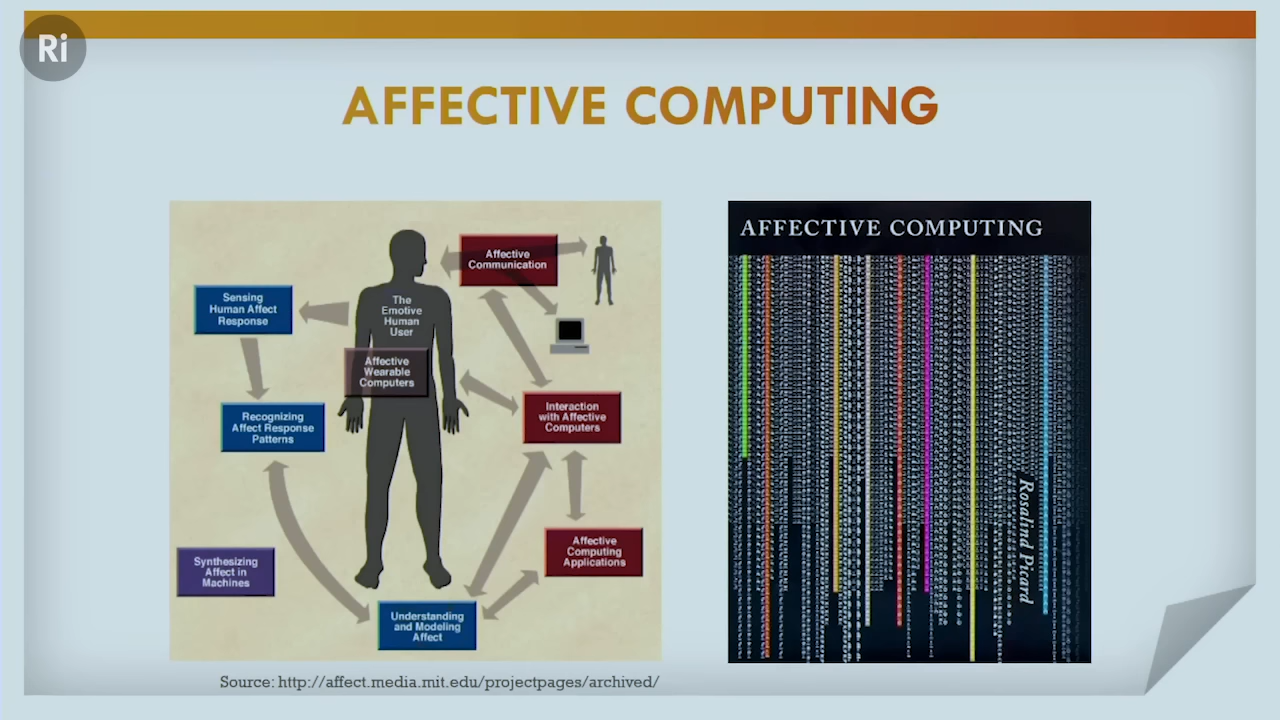 Ri
AFFECTIVE COMPUTING
Affective
Communication
Sensing
Human Affect
Response
The
Emotive
Human
User
Affective
Wearable
Computers
Recognizing
Affect Response
Patterns
Interaction
with Affective
Computers
Synthesizing
Affect in
Machines
Affective
Computing
Applications
Understanding
and Modeling
Affect
Source: http://affect.media.mit.edu/projectpages/archived/
AFFECTIVE COMPUTING
Rosalind Picard